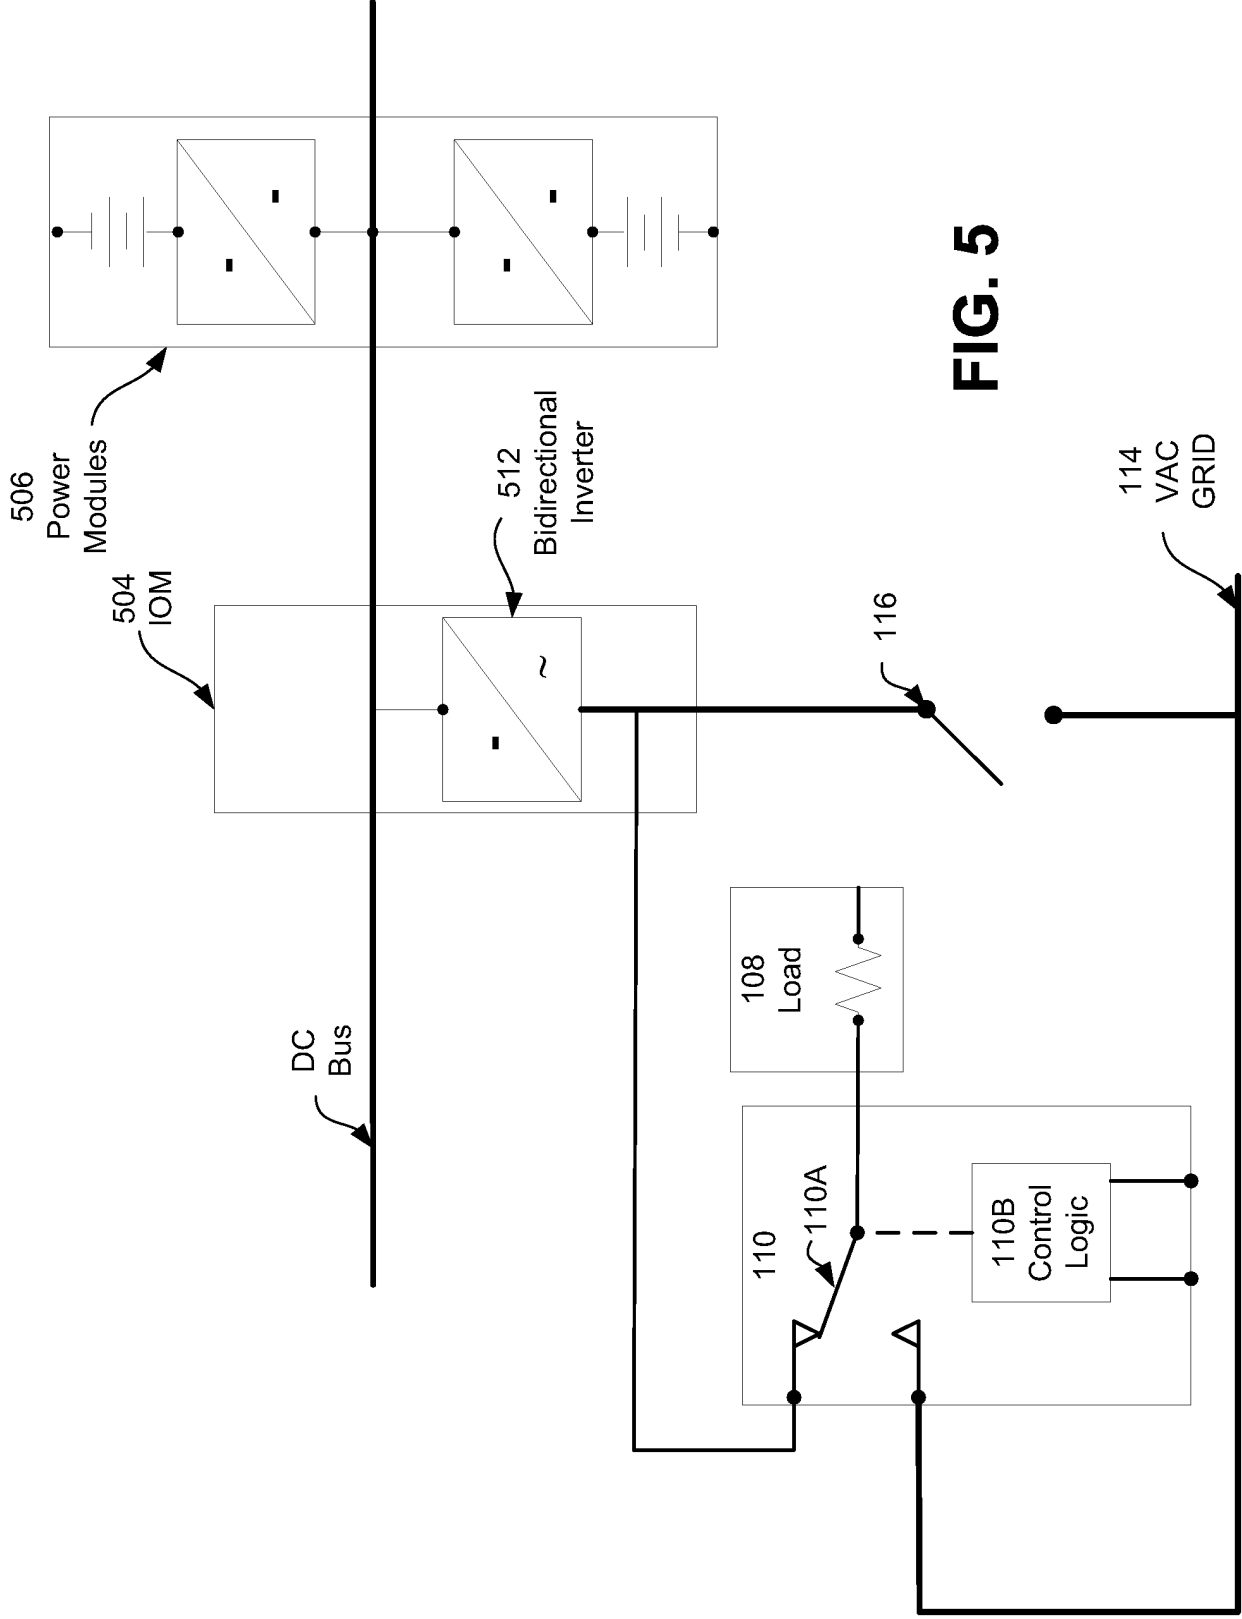 506
Power
Modules
504
IOM
512
Bidirectional
Inverter
DC
Bus
116
114
VAC
GRID
108
Load
110
110A
110B
Control
Logic
FIG. 5